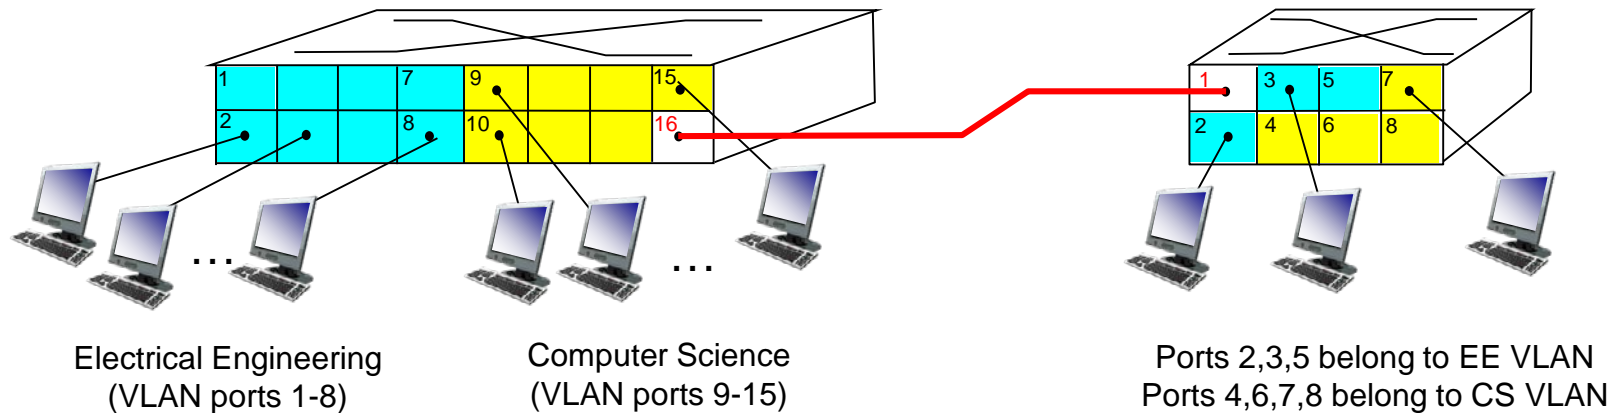 1 7 9 15
2 8 10 16
1 3 5 7
2 4 6 8
... ...
Electrical Engineering
(VLAN ports 1-8)
Computer Science
(VLAN ports 9-15)
Ports 2,3,5 belong to EE VLAN
Ports 4,6,7,8 belong to CS VLAN